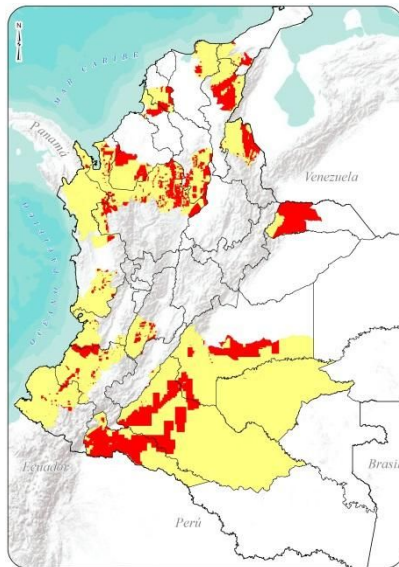 N
MAR CARIBE
Panamá
Venezuela
Ecuador
Brasil
Perú